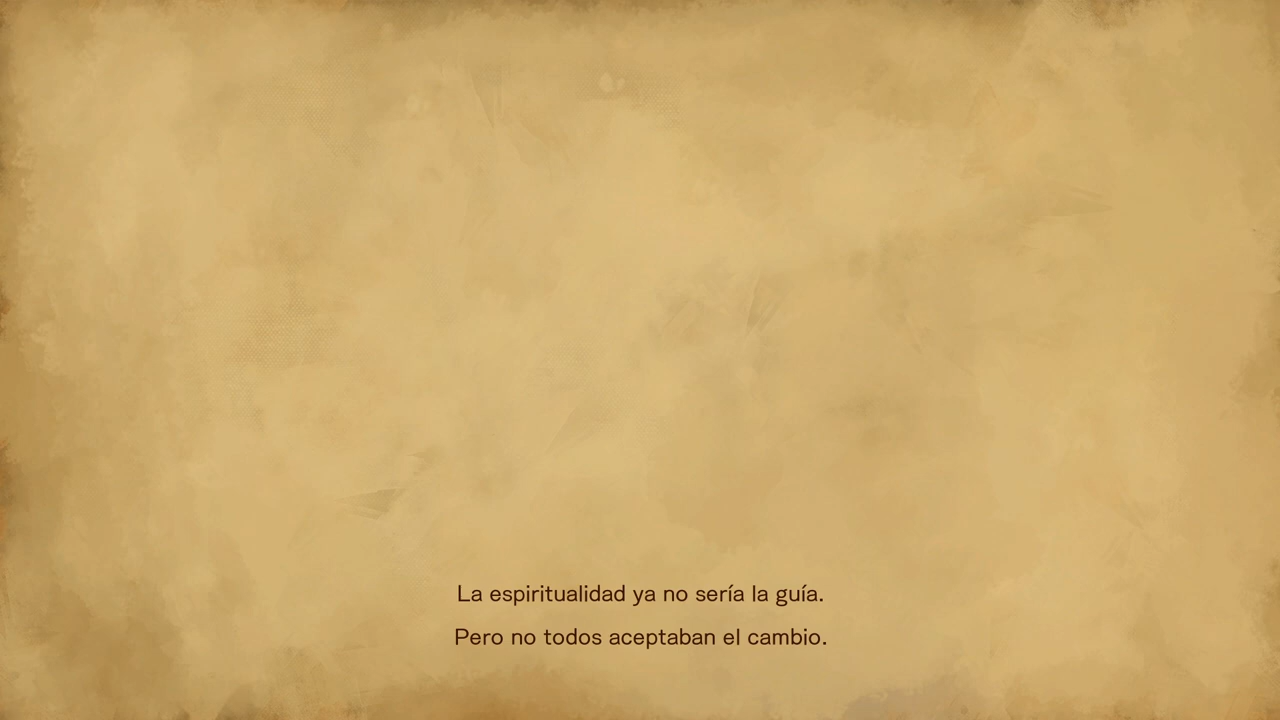 La espiritualidad ya no sería la guía.
Pero no todos aceptaban el cambio.